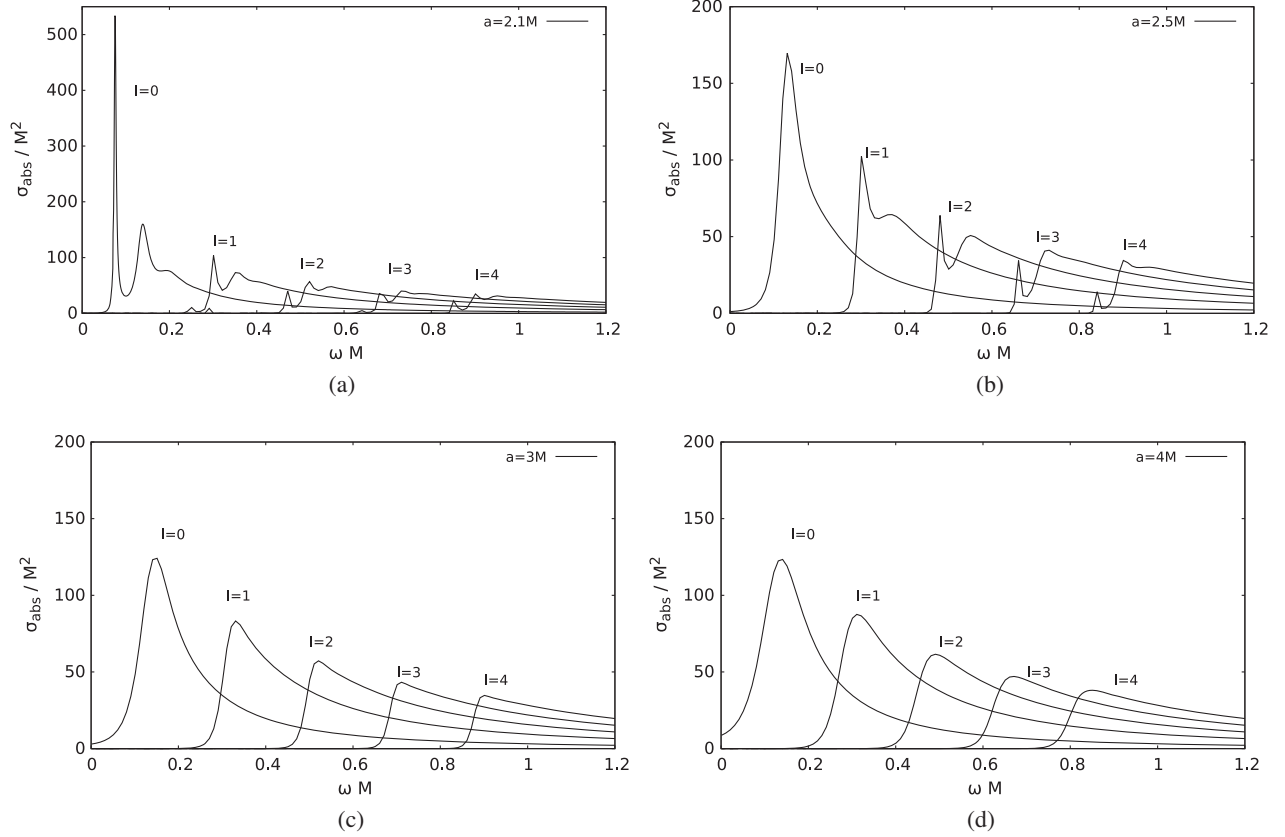 a=2.1M
550
500
400
300
200
100
50
0
σabs / M²
l=0
l=1
l=2
l=3
l=4
0 0.2 0.4 0.6 0.8 1 1.2
ω M
(a)
a=2.5M
200
150
100
50
0
σabs / M²
l=0
l=1
l=2
l=3
l=4
0 0.2 0.4 0.6 0.8 1 1.2
ω M
(b)
a=3M
200
150
100
50
0
σabs / M²
l=0
l=1
l=2
l=3
l=4
0 0.2 0.4 0.6 0.8 1 1.2
ω M
(c)
a=4M
200
150
100
50
0
σabs / M²
l=0
l=1
l=2
l=3
l=4
0 0.2 0.4 0.6 0.8 1 1.2
ω M
(d)